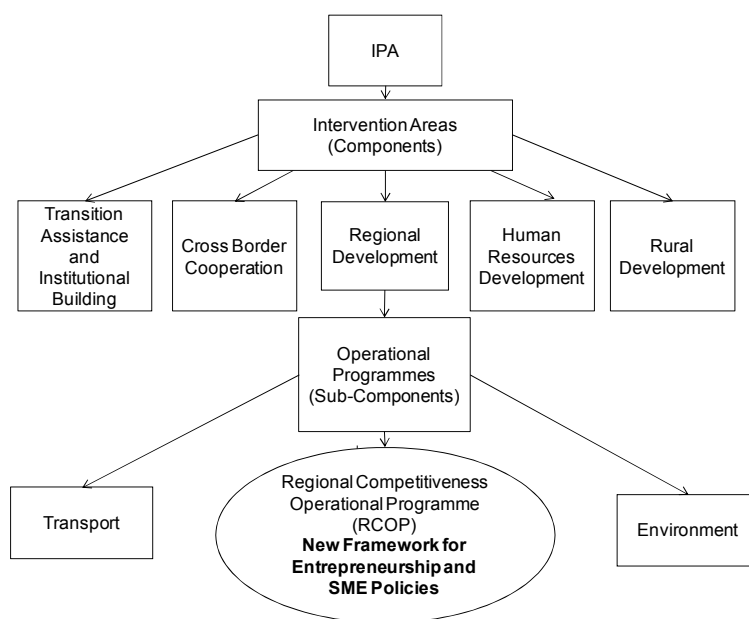 IPA
Intervention Areas
(Components)
Transition
Assistance
and
Institutional
Building
Cross Border
Cooperation
Regional
Development
Human
Resources
Development
Rural
Development
Operational
Programmes
(Sub-Components)
Transport
Regional Competitiveness
Operational Programme
(RCOP)
New Framework for
Entrepreneurship and
SME Policies
Environment